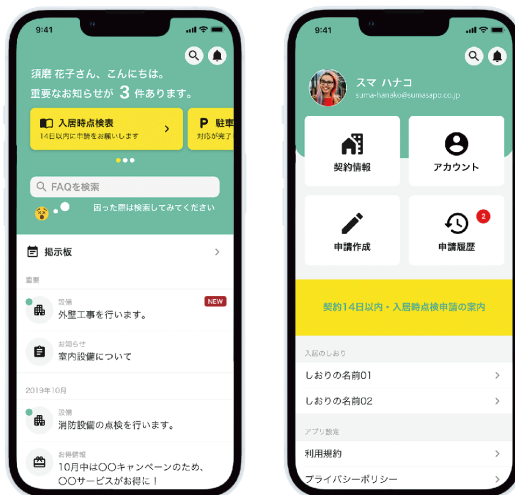 9:41
須磨 花子さん、こんにちは。
重要なお知らせが 3 件あります。
入居時点検表
14日以内に申請をお願いします
P 駐車
対応が完了
FAQを検索
困った際は検索してみてください
掲示板
重要
設備
外壁工事を行います。
NEW
お知らせ
室内設備について
2019年10月
設備
消防設備の点検を行います。
お得情報
10月中は〇〇キャンペーンのため、
〇〇サービスがお得に！
9:41
スマ ハナコ
suma-hanako@sumasapo.co.jp
契約情報
アカウント
申請作成
2
申請履歴
契約14日以内・入居時点検申請の案内
入居のしおり
しおりの名前01
しおりの名前02
アプリ設定
利用規約
プライバシーポリシー